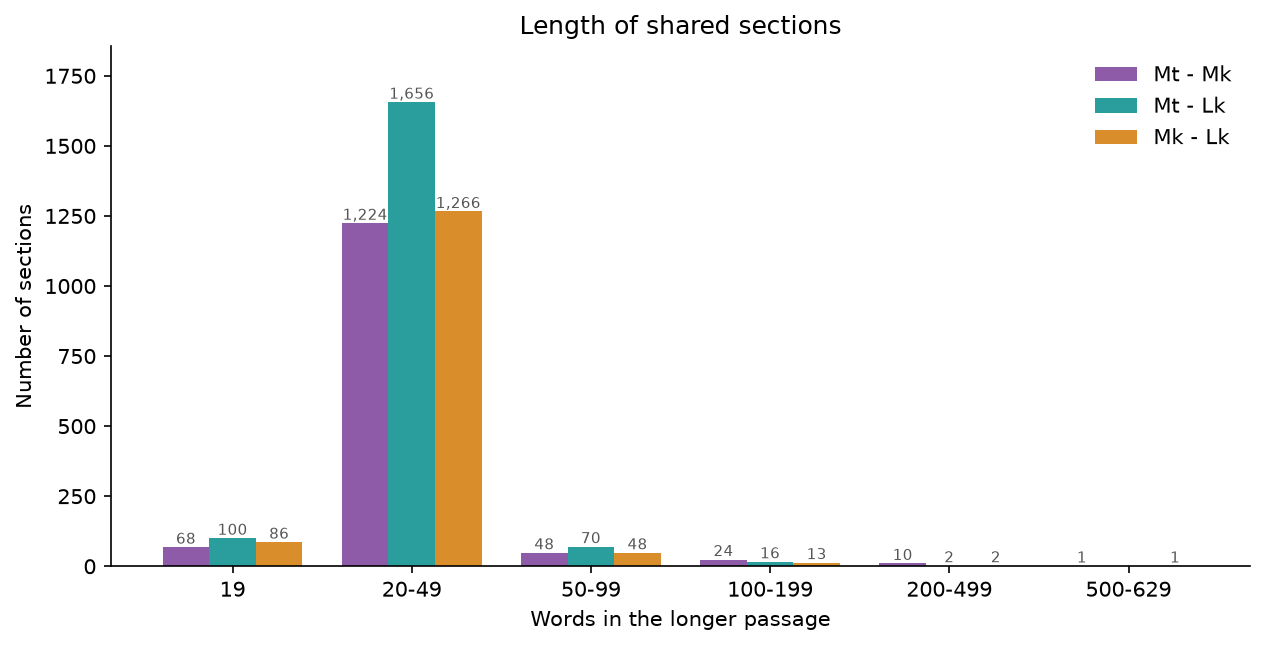 Length of shared sections
Mt - Mk
Mt - Lk
Mk - Lk
Number of sections
1750
1500
1250
1000
750
500
250
0
68 100 86
1,224 1,656 1,266
48 70 48
24 16 13
10 2 2
1 1
19 20-49 50-99 100-199 200-499 500-629
Words in the longer passage